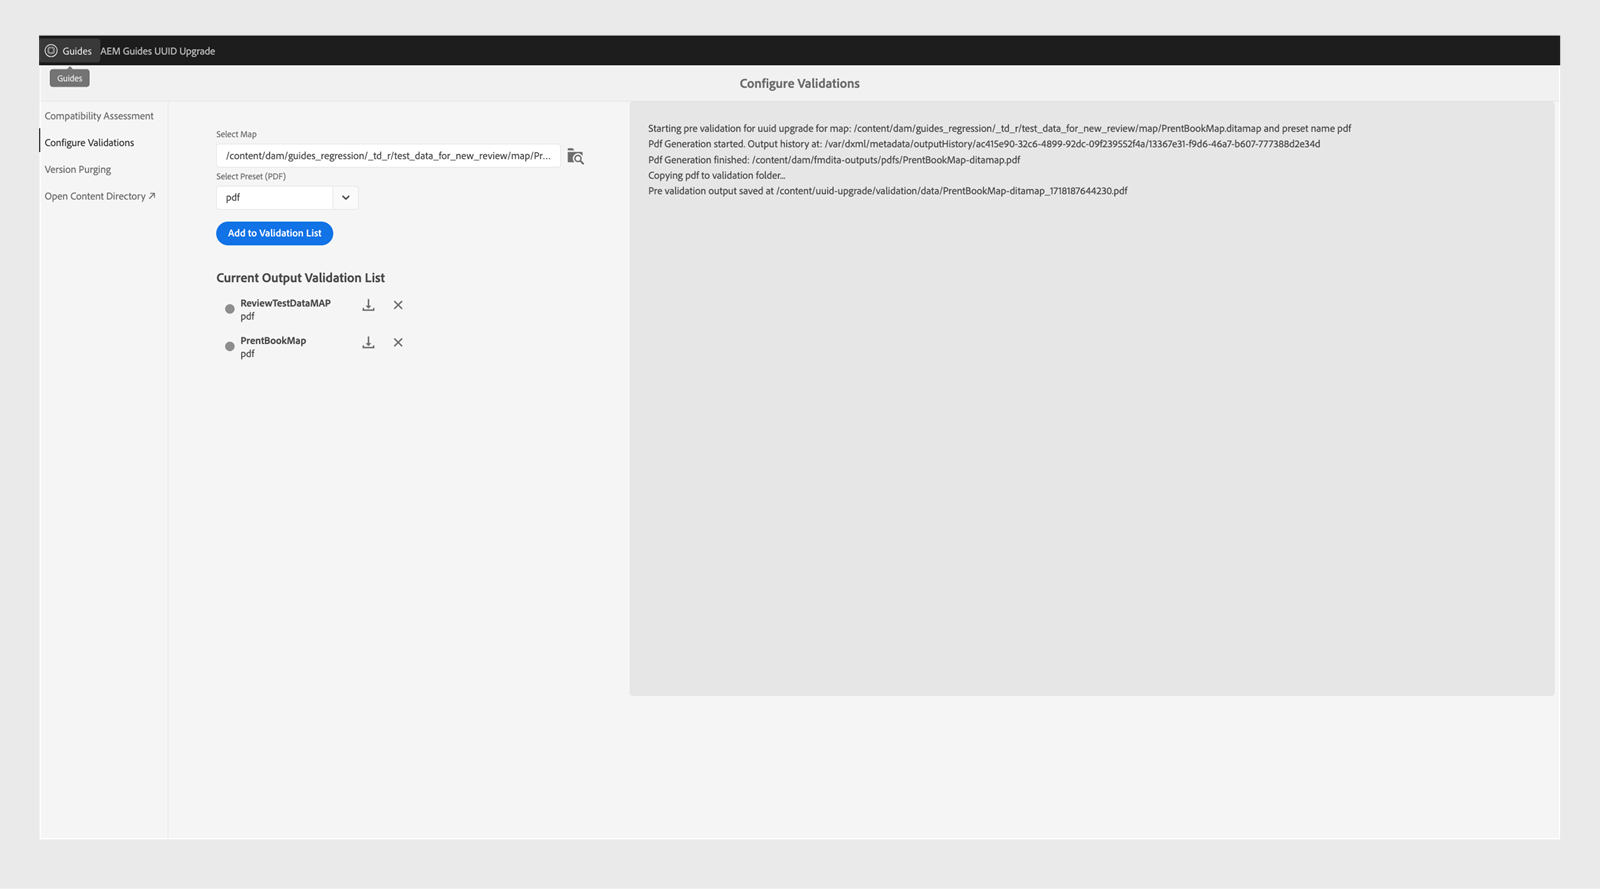 Guides AEM Guides UUID Upgrade
Guides
Configure Validations
Compatibility Assessment
Configure Validations
Version Purging
Open Content Directory
Select Map
/content/dam/guides_regression/_td_r/test_data_for_new_review/map/Pr...
Select Preset (PDF)
pdf
Add to Validation List
Current Output Validation List
ReviewTestDataMAP
pdf
PrentBookMap
pdf
Starting pre validation for uuid upgrade for map: /content/dam/guides_regression/_td_r/test_data_for_new_review/map/PrentBookMap.ditamap and preset name pdf
Pdf Generation started. Output history at: /var/dxml/metadata/outputHistory/ac415e90-32c6-4899-92dc-09f239552f4a/13367e31-f9d6-46a7-b607-777388d2e34d
Pdf Generation finished: /content/dam/fmdita-outputs/pdfs/PrentBookMap-ditamap.pdf
Copying pdf to validation folder...
Pre validation output saved at /content/uuid-upgrade/validation/data/PrentBookMap-ditamap_1718187644230.pdf